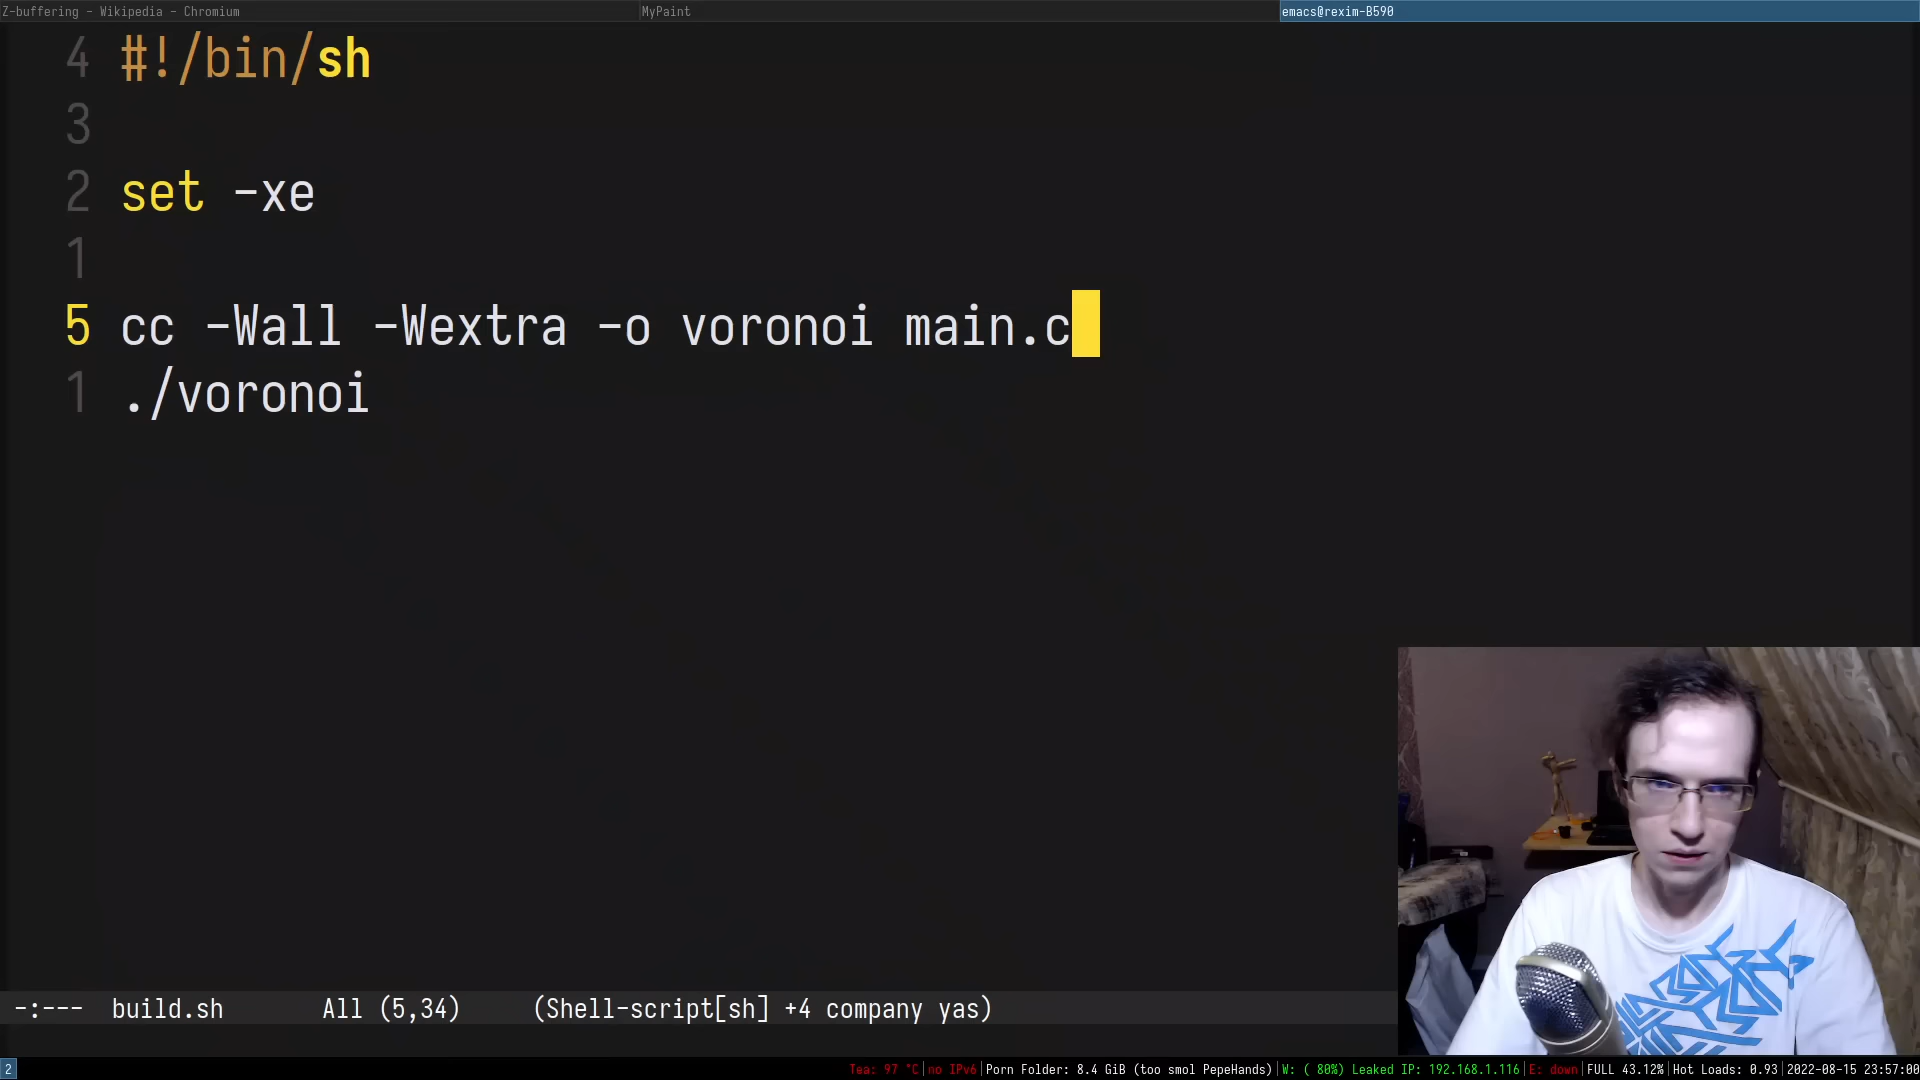 Z-buffering - Wikipedia - Chromium
MyPaint
emacs@rexim-B590
4 #!/bin/sh
3
2 set -xe
1
5 cc -Wall -Wextra -o voronoi main.c
1 ./voronoi
-:--- build.sh All (5,34) (Shell-script[sh] +4 company yas)
2
Tea: 97 °C|no IPv6|Porn Folder: 8.4 GiB (too smol PepeHands)|W: ( 80%) Leaked IP: 192.168.1.116|E: down|FULL 43.12%|Hot Loads: 0.93|2022-08-15 23:57:00